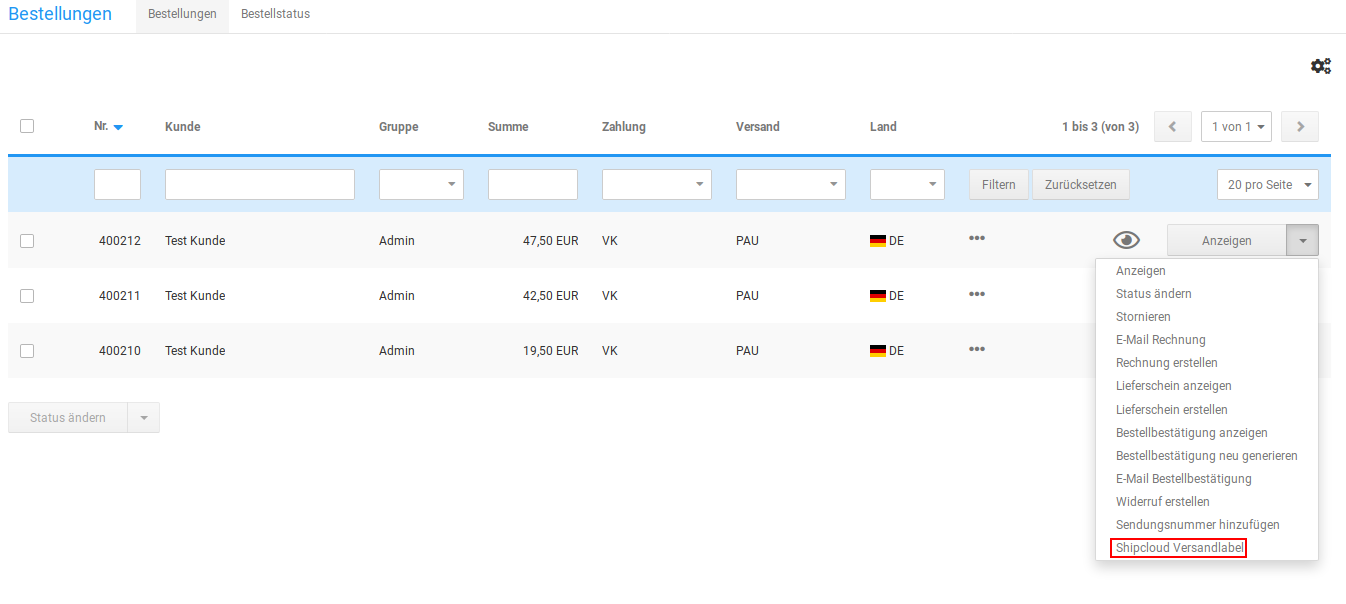 Bestellungen Bestellungen Bestellstatus
Nr. Kunde Gruppe Summe Zahlung Versand Land 1 bis 3 (von 3) 1 von 1
Filtern Zurücksetzen 20 pro Seite
400212 Test Kunde Admin 47,50 EUR VK PAU DE Anzeigen
400211 Test Kunde Admin 42,50 EUR VK PAU DE
400210 Test Kunde Admin 19,50 EUR VK PAU DE
Anzeigen
Status ändern
Stornieren
E-Mail Rechnung
Rechnung erstellen
Lieferschein anzeigen
Lieferschein erstellen
Bestellbestätigung anzeigen
Bestellbestätigung neu generieren
E-Mail Bestellbestätigung
Widerruf erstellen
Sendungsnummer hinzufügen
Shipcloud Versandlabel
Status ändern